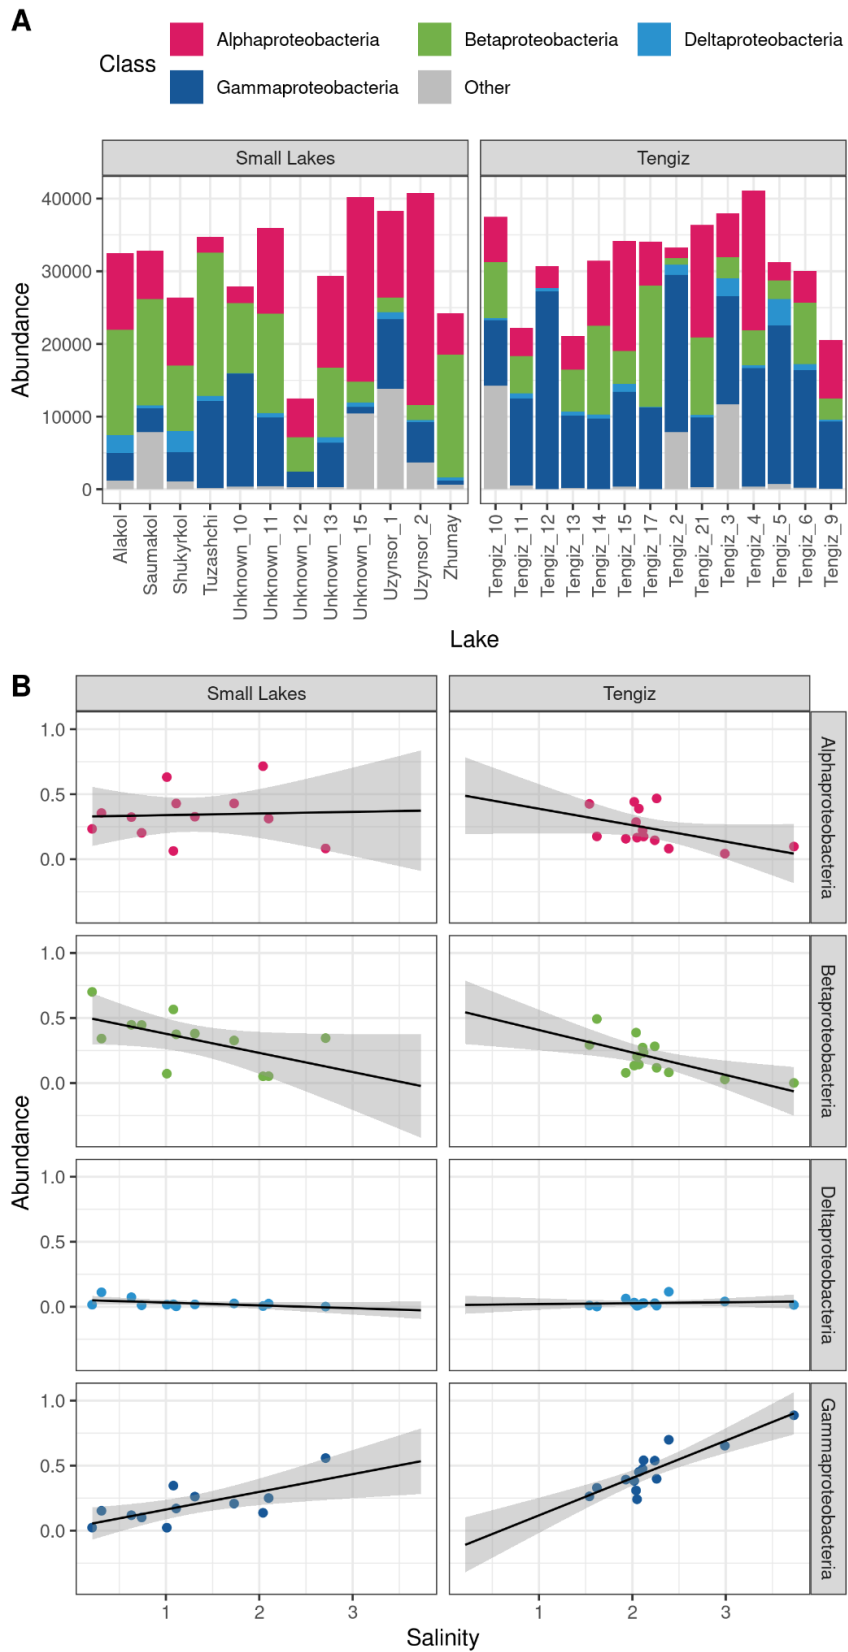 A
Class
Alphaproteobacteria
Betaproteobacteria
Deltaproteobacteria
Gammaproteobacteria
Other
Small Lakes
Tengiz
Abundance
40000
30000
20000
10000
0
Alakol
Saumakol
Shukyrkol
Tuzashchi
Unknown_10
Unknown_11
Unknown_12
Unknown_13
Unknown_15
Uzynsor_1
Uzynsor_2
Zhumay
Tengiz_10
Tengiz_11
Tengiz_12
Tengiz_13
Tengiz_14
Tengiz_15
Tengiz_17
Tengiz_2
Tengiz_21
Tengiz_3
Tengiz_4
Tengiz_5
Tengiz_6
Teugiz_9
Lake
B
Small Lakes
Tengiz
Abundance
1.0
0.5
0.0
Alphaproteobacteria
1.0
0.5
0.0
Betaproteobacteria
1.0
0.5
0.0
Deltaproteobacteria
1.0
0.5
0.0
Gammaproteobacteria
1
2
3
1
2
3
Salinity